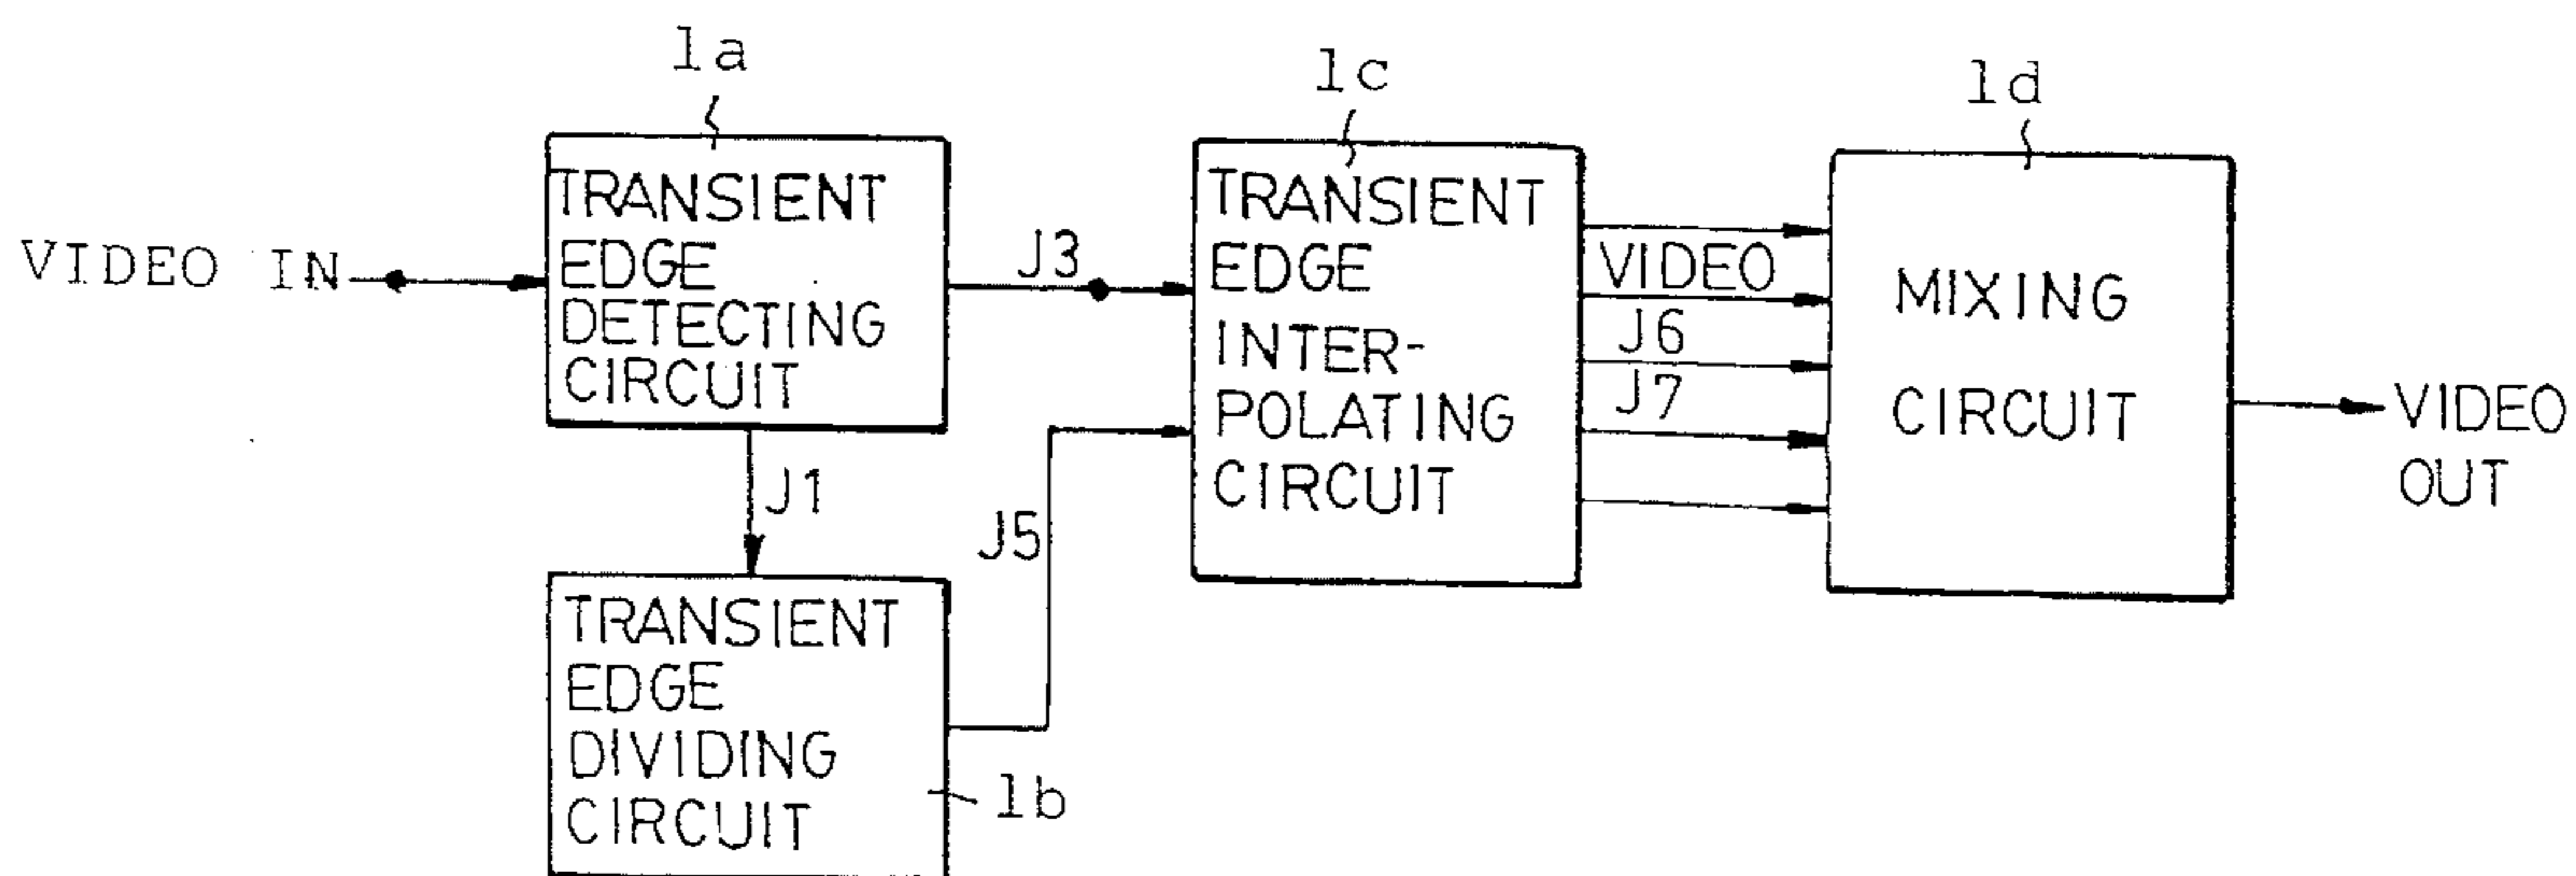 1a
1c
1d
VIDEO IN
TRANSIENT
EDGE
DETECTING
CIRCUIT
J3
J1
TRANSIENT
EDGE
DIVIDING
CIRCUIT
1b
J5
TRANSIENT
EDGE
INTER-
POLATING
CIRCUIT
VIDEO
J6
J7
MIXING
CIRCUIT
VIDEO
OUT